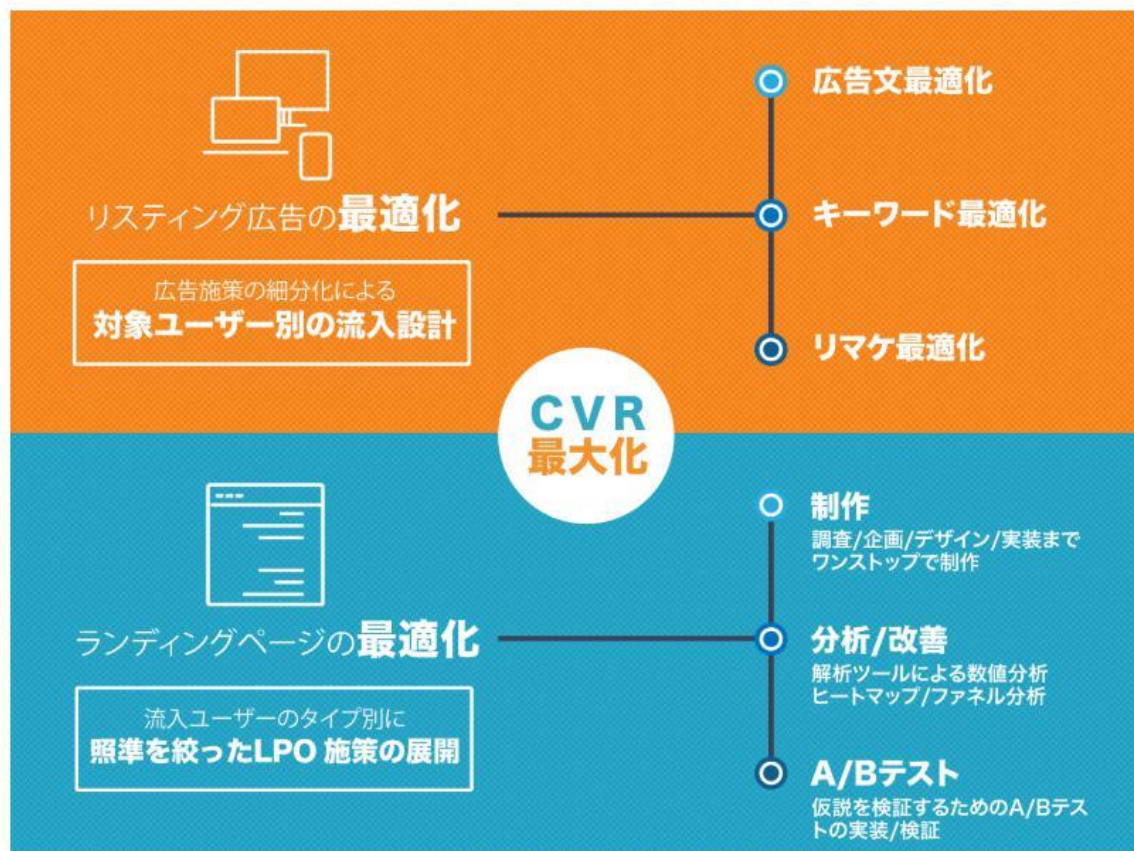 リスティング広告の最適化
広告施策の細分化による
対象ユーザー別の流入設計
広告文最適化
キーワード最適化
リマケ最適化
CVR
最大化
ランディングページの最適化
流入ユーザーのタイプ別に
照準を絞ったLPO 施策の展開
制作
調査/企画/デザイン/実装まで
ワンストップで制作
分析/改善
解析ツールによる数値分析
ヒートマップ/ファネル分析
A/Bテスト
仮説を検証するためのA/Bテス
トの実装/検証